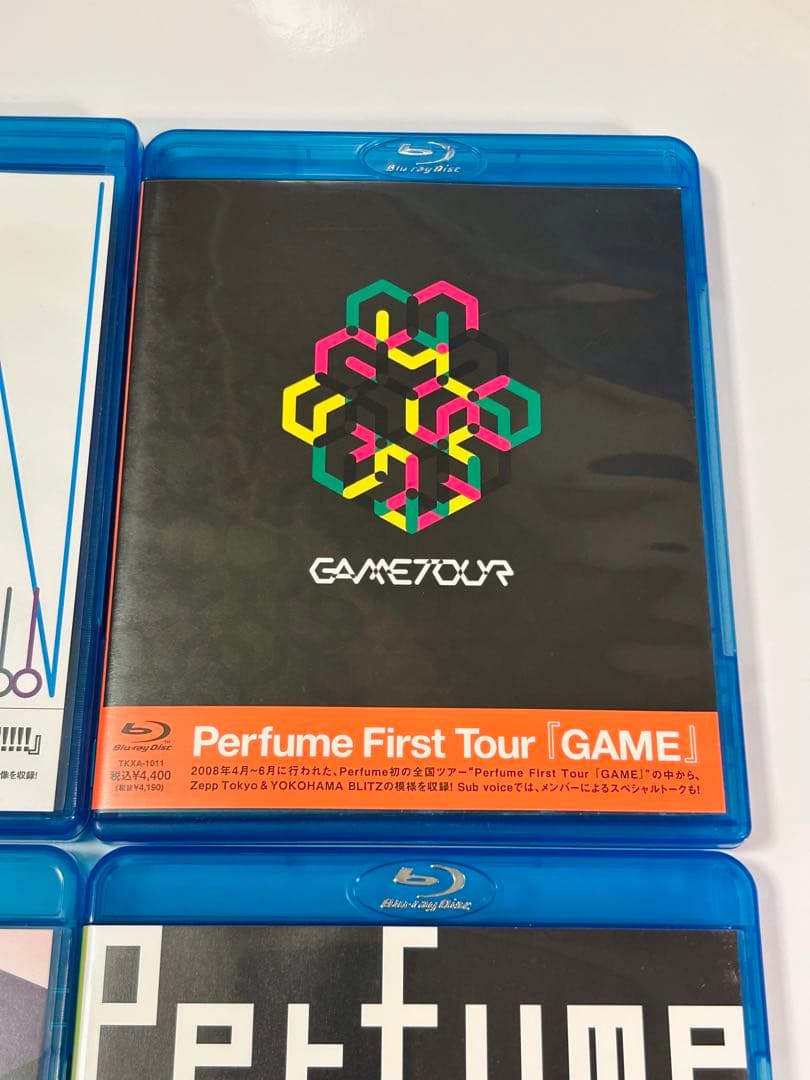 Blu-ray Disc
GAMETOUR
Blu-ray Disc
TKXA-1011
税込¥4,400
(税抜¥4,190)
Perfume First Tour『GAME』
2008年4月~6月に行われた、Perfume初の全国ツアー"Perfume First Tour『GAME』"の中から、
Zepp Tokyo & YOKOHAMA BLITZの模様を収録! Sub voiceでは、メンバーによるスペシャルトークも!
!!!!!』
像を収録!
Blu-ray Disc
Perfume